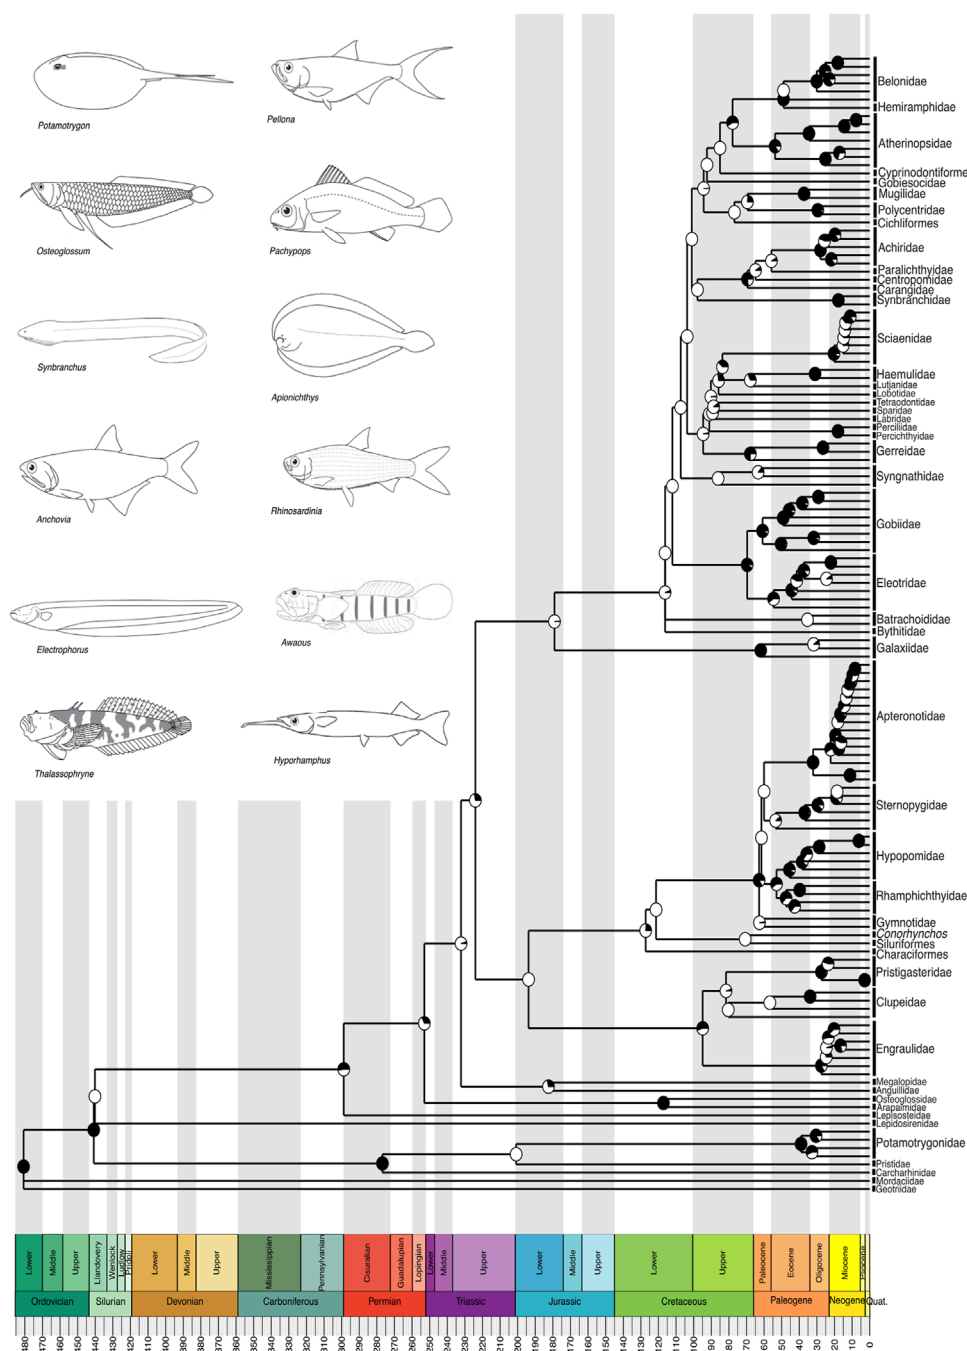 Potamotrygon
Pellona
Osteoglossum
Pachypops
Synbranchus
Apionichthys
Anchovia
Rhinosardinia
Electrophorus
Awaous
Thalassophryne
Hyporhamphus
Belonidae
Hemiramphidae
Atherinopsidae
Cyprinodontiforme
Gobiesocidae
Mugilidae
Polycentridae
Cichliformes
Achiridae
Paralichthyidae
Centropomidae
Carangidae
Synbranchidae
Sciaenidae
Haemulidae
Lutjanidae
Lobotidae
Tetraodontidae
Sparidae
Labridae
Perciliidae
Percichthyidae
Gerreidae
Syngnathidae
Gobiidae
Eleotridae
Batrachoididae
Bythitidae
Galaxiidae
Apteronotidae
Sternopygidae
Hypopomidae
Rhamphichthyidae
Gymnotidae
Conorhynchos
Siluriformes
Characiformes
Pristigasteridae
Clupeidae
Engraulidae
Megalopidae
Anguillidae
Osteoglossidae
Arapaimidae
Lepisosteidae
Lepidosirenidae
Potamotrygonidae
Pristidae
Carcharhinidae
Mordaciidae
Geotriidae
Lower Middle Upper Llandovery Wenlock Ludlow Pridoli Lower Middle Upper Mississippian Pennsylvanian Cisuralian Guadalupian Lopingian Lower Middle Upper Lower Middle Upper Lower Upper Paleocene Eocene Oligocene Miocene Pliocene
Ordovician Silurian Devonian Carboniferous Permian Triassic Jurassic Cretaceous Paleogene Neogene Quat.
480 470 460 450 440 430 420 410 400 390 380 370 360 350 340 330 320 310 300 290 280 270 260 250 240 230 220 210 200 190 180 170 160 150 140 130 120 110 100 90 80 70 60 50 40 30 20 10 0